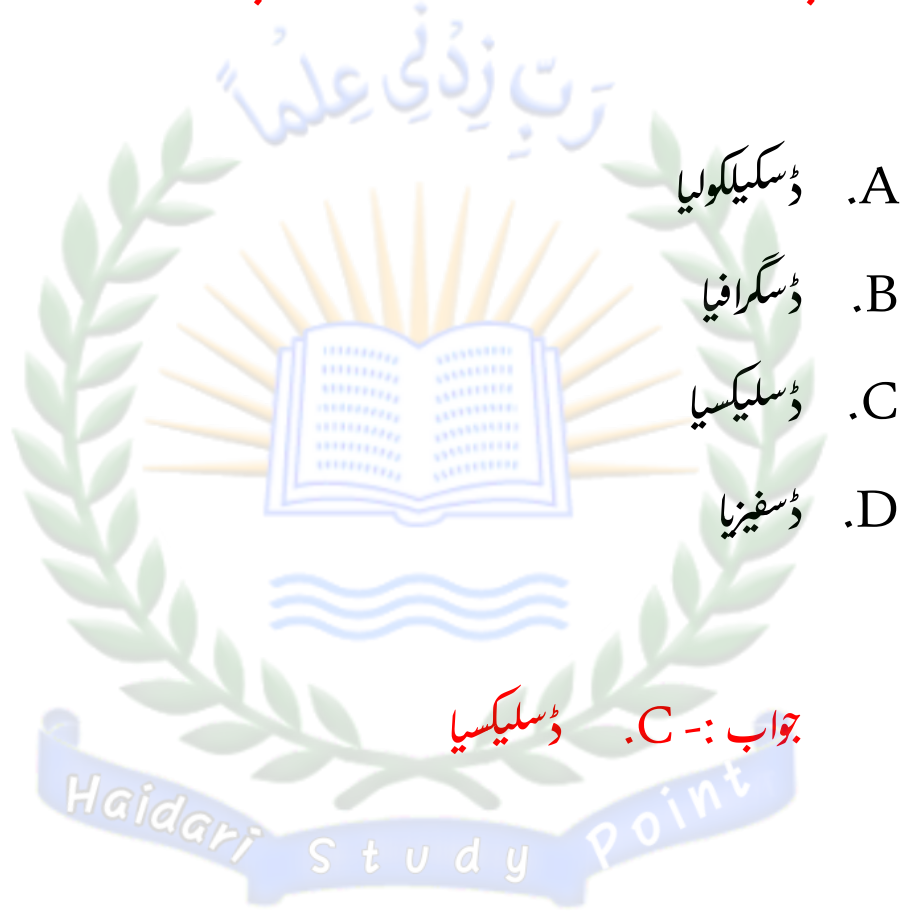 رَبِّ زِدْنِي عِلْماً
A. ڈسکیلکولیا
B. ڈسگرافیا
C. ڈسلیکسیا
D. ڈسفیزیا
جواب :- C. ڈسلیکسیا
Haidari Study Point